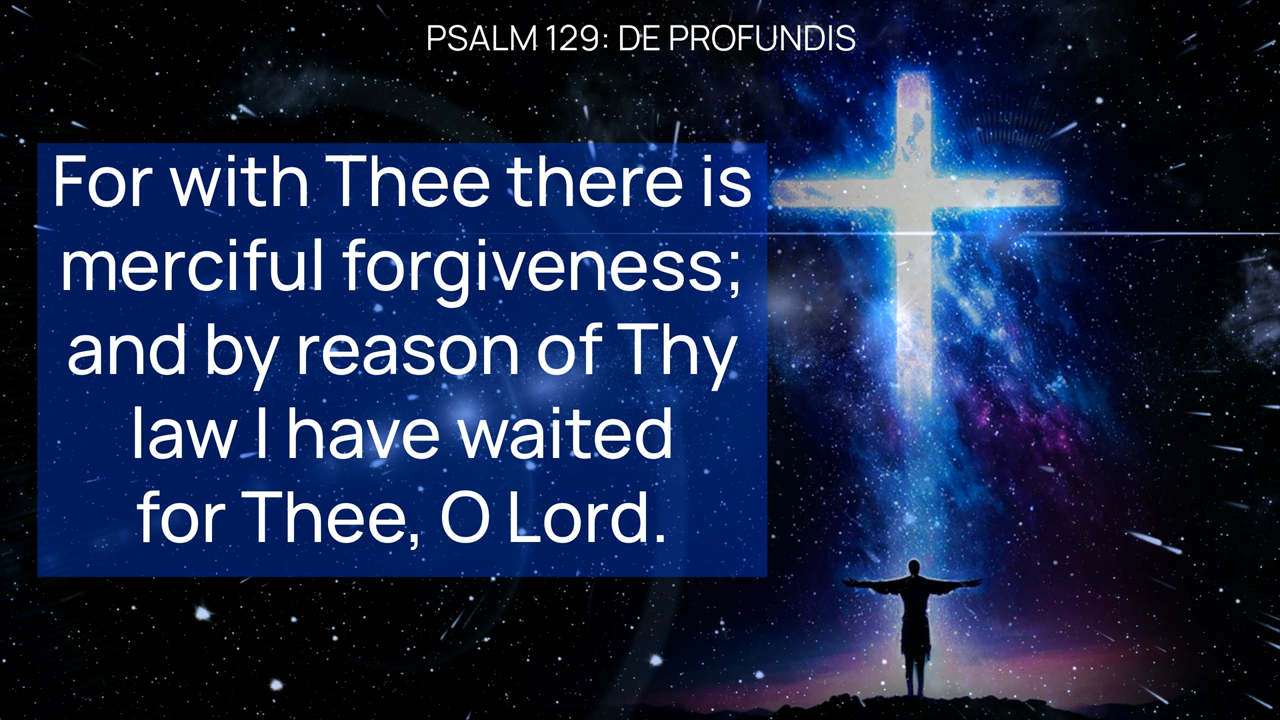 PSALM 129: DE PROFUNDIS
For with Thee there is
merciful forgiveness;
and by reason of Thy
law I have waited
for Thee, O Lord.